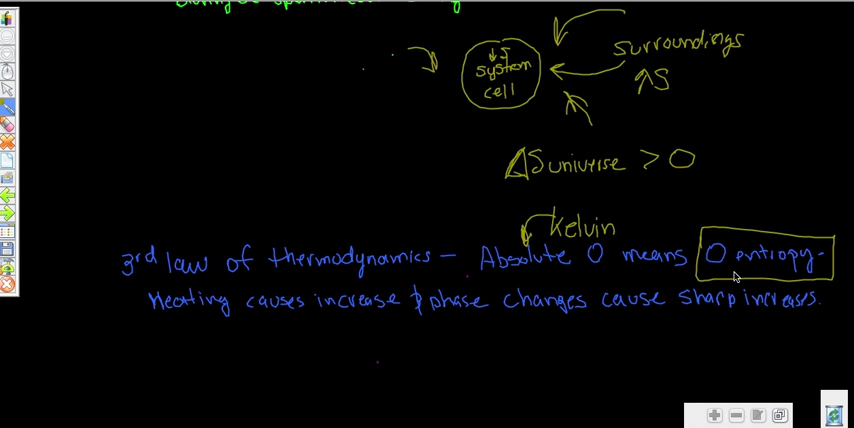 surroundings
↓S
system
cell
↑S
ΔS universe > 0
Kelvin
3rd law of thermodynamics – Absolute 0 means 0 entropy.
Heating causes increase & phase changes cause sharp increases.